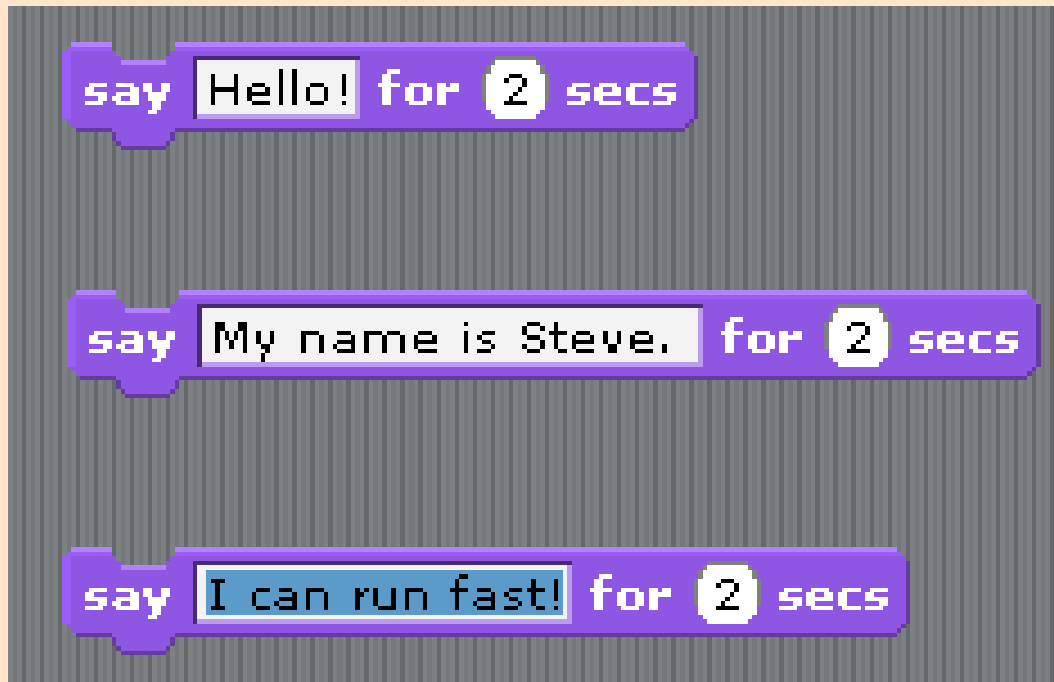 say Hello! for 2 secs
say My name is Steve. for 2 secs
say I can run fast! for 2 secs